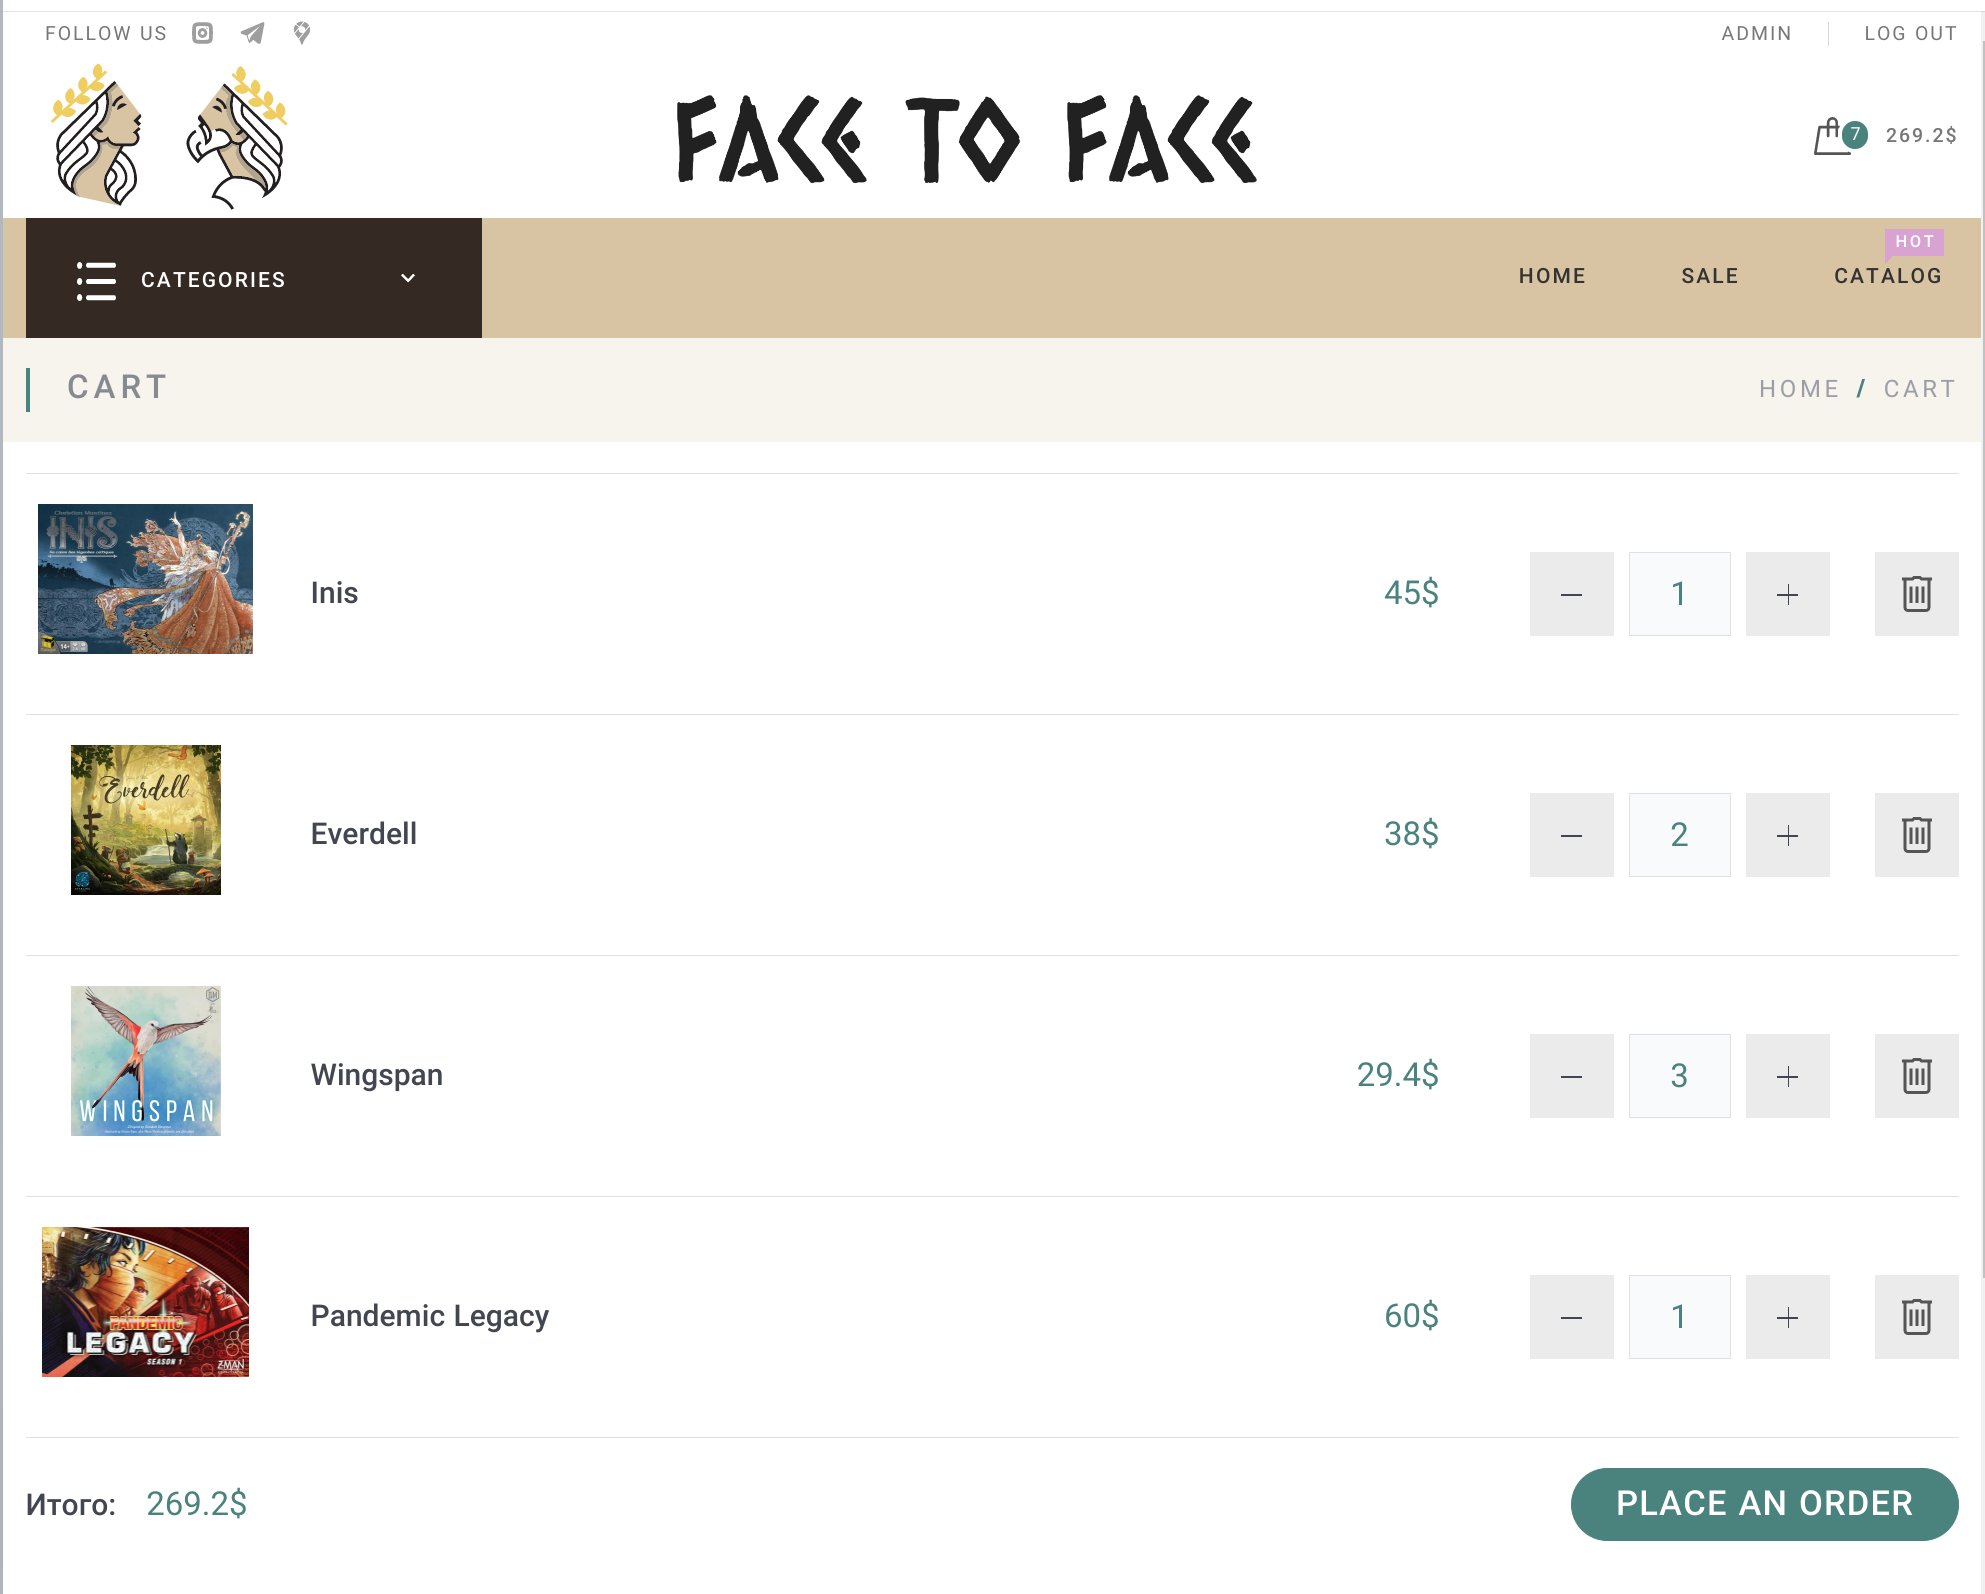 FOLLOW US
ADMIN
LOG OUT
FACE TO FACE
7
269.2$
CATEGORIES
HOME
SALE
HOT
CATALOG
CART
HOME / CART
INIS
14+
Inis
45$
1
Everdell
Everdell
38$
2
WINGSPAN
Wingspan
29.4$
3
PANDEMIC
LEGACY
SEASON 1
Z-MAN
Pandemic Legacy
60$
1
Итого: 269.2$
PLACE AN ORDER